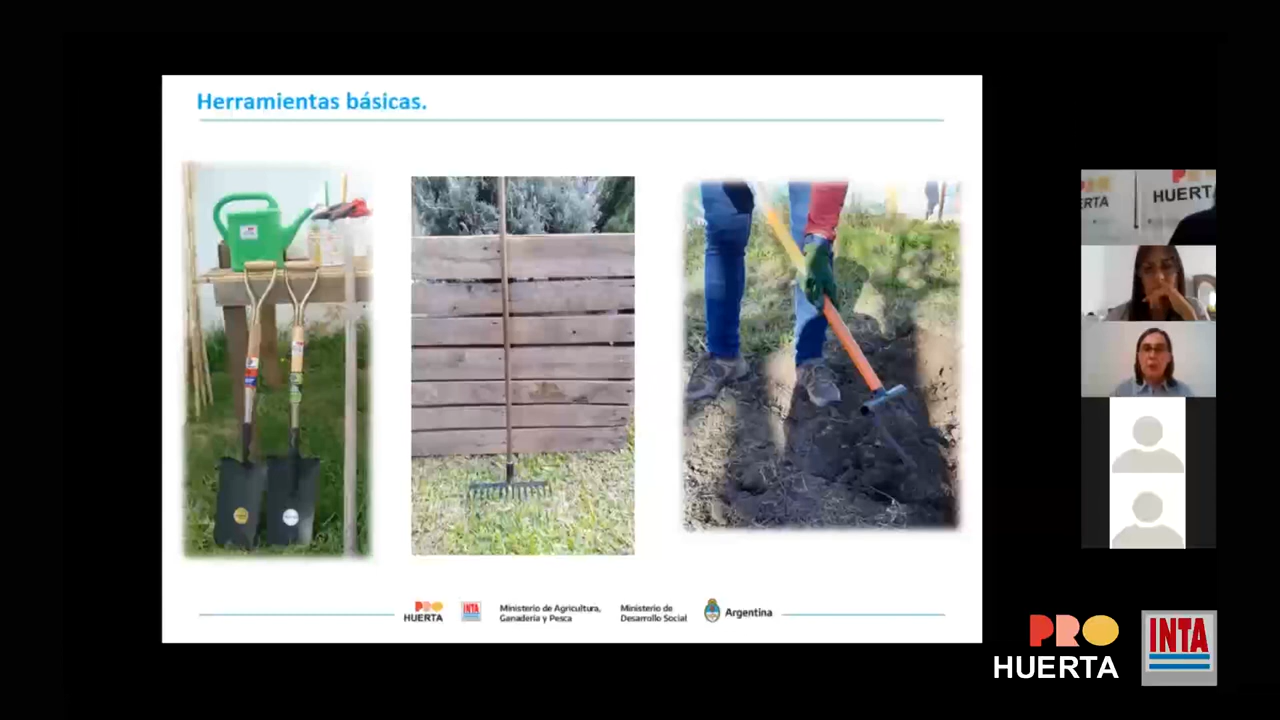 Herramientas básicas.
PRO
HUERTA
INTA
Ministerio de Agricultura,
Ganadería y Pesca
Ministerio de
Desarrollo Social
Argentina
ERTA
HUERTA
PRO
HUERTA
INTA